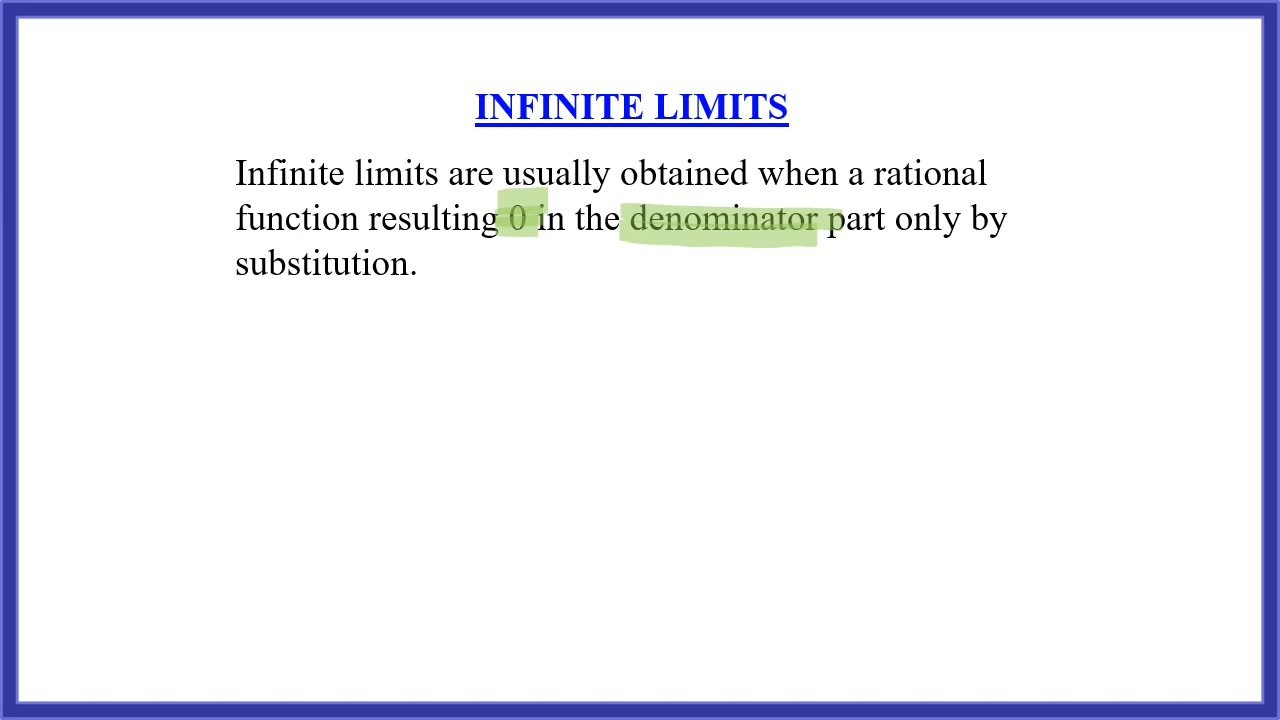 INFINITE LIMITS
Infinite limits are usually obtained when a rational
function resulting 0 in the denominator part only by
substitution.